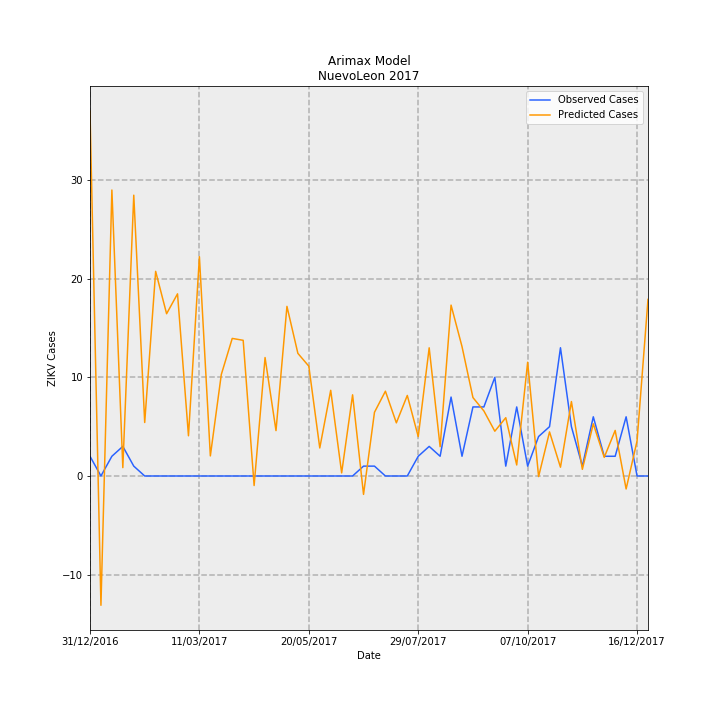 Arimax Model
NuevoLeon 2017
Observed Cases
Predicted Cases
ZIKV Cases
30
20
10
0
−10
31/12/2016 11/03/2017 20/05/2017 29/07/2017 07/10/2017 16/12/2017
Date